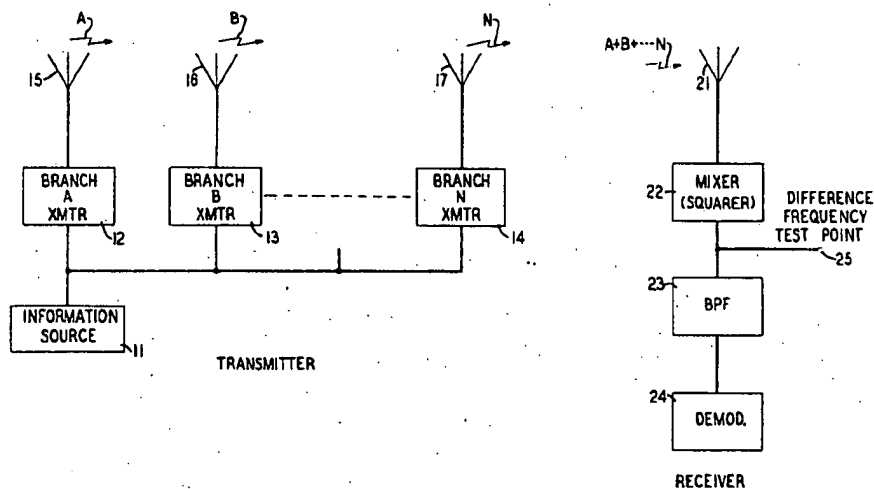 A
B
N
A+B+---N
15
16
17
21
BRANCH
A
XMTR
12
BRANCH
B
XMTR
13
BRANCH
N
XMTR
14
22
MIXER
(SQUARER)
DIFFERENCE
FREQUENCY
TEST POINT
25
23
BPF
INFORMATION
SOURCE
11
TRANSMITTER
24
DEMOD.
RECEIVER